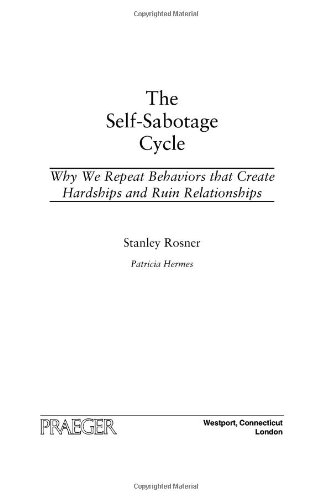 Copyrighted Material
The
Self-Sabotage
Cycle
Why We Repeat Behaviors that Create
Hardships and Ruin Relationships
Stanley Rosner
Patricia Hermes
PRAEGER
Westport, Connecticut
London
Copyrighted Material